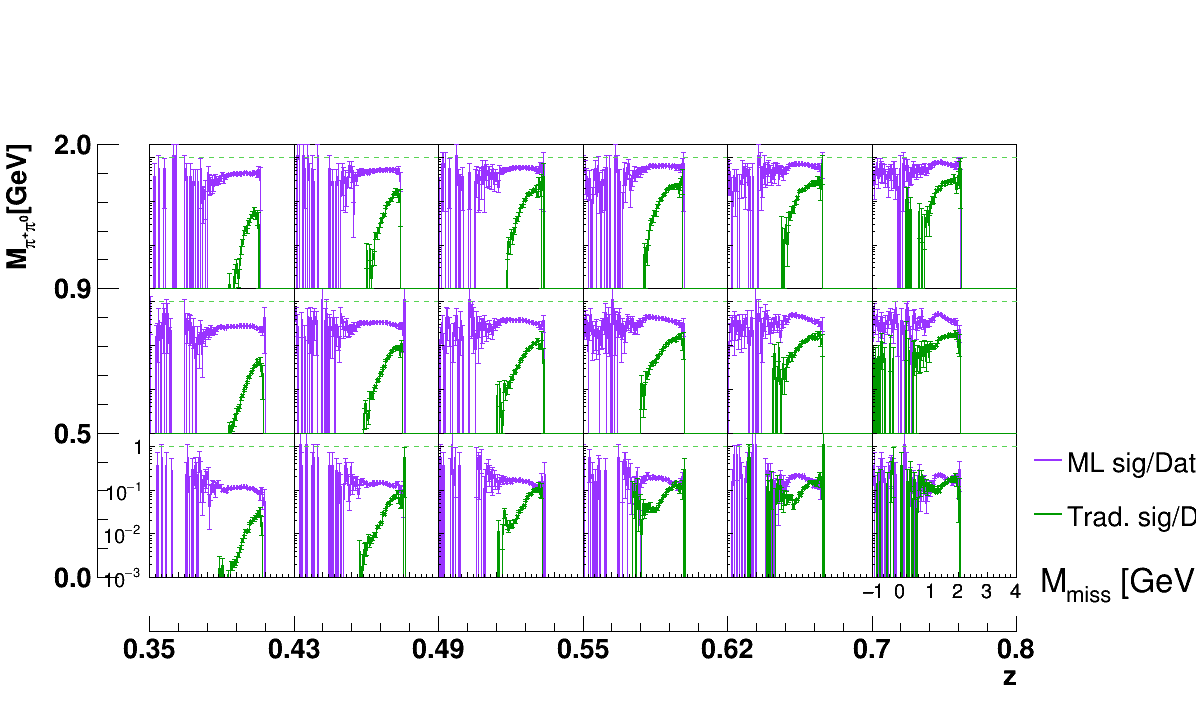 2.0
M π⁺π⁰ [GeV]
0.9
0.5
1
10⁻¹
10⁻²
0.0
10⁻³
ML sig/Dat
Trad. sig/D
−1 0 1 2 3 4
M miss [GeV
0.35 0.43 0.49 0.55 0.62 0.7 0.8
z